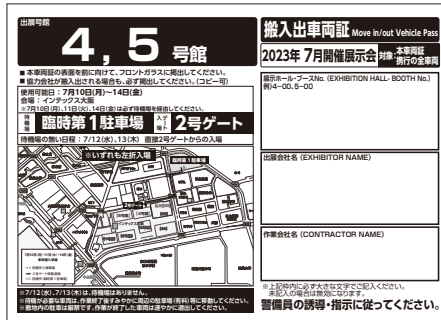 出展号館
4, 5 号館
■ 本車両証の表面を前に向けて、フロントガラスに掲出してください。
■ 協力会社が搬入出される場合も、必ず掲出してください。(コピー可)
使用可能日：7月10日(月)～14日(金)
会場：インテックス大阪
※7月10日(月)、11日(火)、14日(金)は必ず待機場を経由してください。
待機場 臨時第1駐車場 入場ゲート 2号ゲート
待機場の無い日程：7/12(水)、13(木) 直接2号ゲートからの入場
※いずれも左折入場
臨時第1駐車場
2号ゲート
※7/12(水)、7/13(木)は、待機場はありません。
※待機が必要な車両は、作業終了後すみやかに周辺の駐車場(有料)等に移動してください。
※敷地内の駐車は厳禁です。作業が終了した車両は速やかに退出してください。
搬入出車両証 Move in/out Vehicle Pass
2023年 7月開催展示会 対象:本車両証携行の全車両
展示ホール・ブースNo. (EXHIBITION HALL- BOOTH No.)
例)4-00、5-00
出展会社名 (EXHIBITOR NAME)
作業会社名 (CONTRACTOR NAME)
※上記枠内に必ず大きな文字でご記入ください。
未記入の場合は無効になります。
警備員の誘導・指示に従ってください。